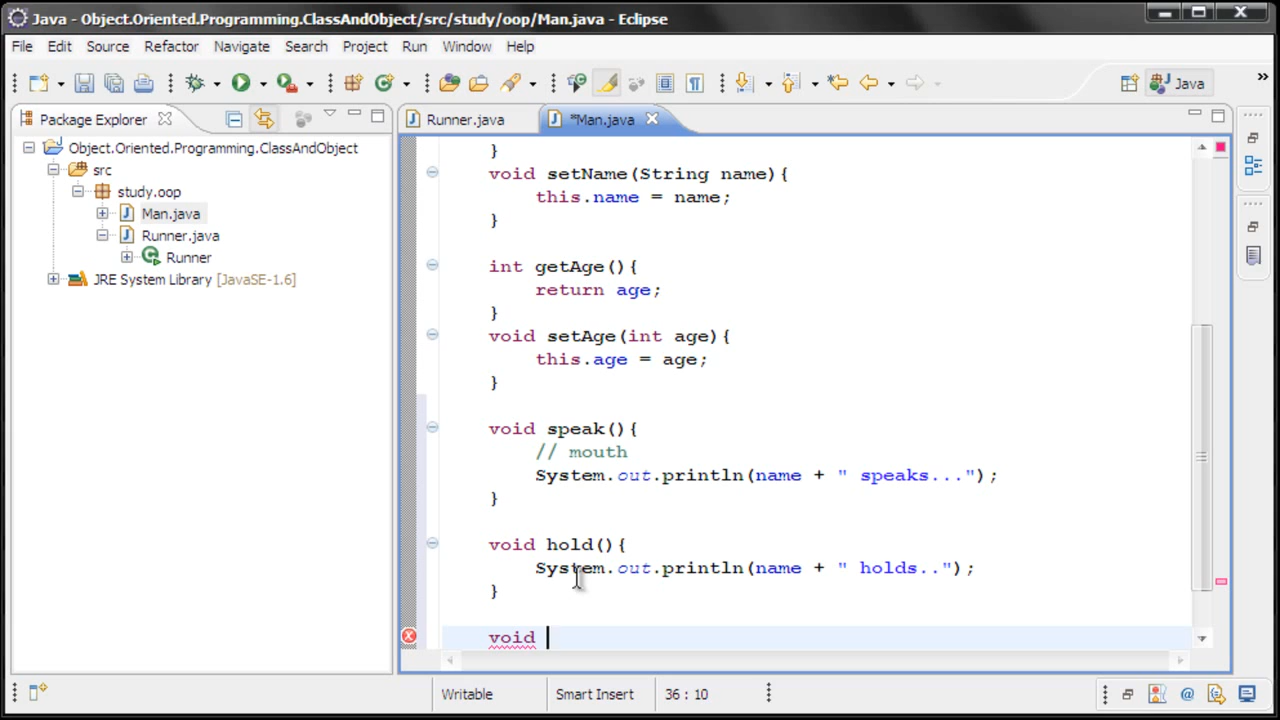 Java - Object.Oriented.Programming.ClassAndObject/src/study/oop/Man.java - Eclipse
File Edit Source Refactor Navigate Search Project Run Window Help
Java
Package Explorer
Object.Oriented.Programming.ClassAndObject
src
study.oop
Man.java
Runner.java
Runner
JRE System Library [JavaSE-1.6]
Runner.java
*Man.java
}
void setName(String name){
this.name = name;
}
int getAge(){
return age;
}
void setAge(int age){
this.age = age;
}
void speak(){
// mouth
System.out.println(name + " speaks...");
}
void hold(){
System.out.println(name + " holds..");
}
void
Writable
Smart Insert
36 : 10